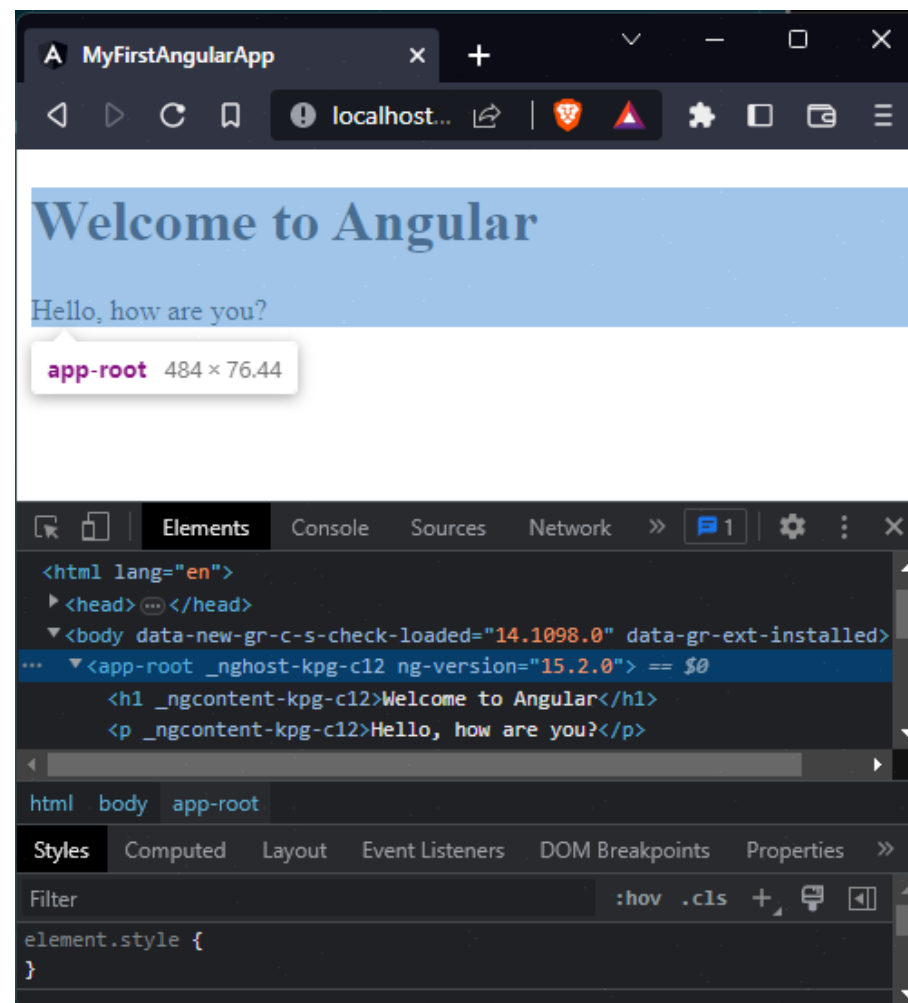 MyFirstAngularApp
localhost...
Welcome to Angular
Hello, how are you?
app-root 484 × 76.44
Elements Console Sources Network » 1
<html lang="en">
<head>…</head>
<body data-new-gr-c-s-check-loaded="14.1098.0" data-gr-ext-installed>
… <app-root _nghost-kpg-c12 ng-version="15.2.0"> == $0
<h1 _ngcontent-kpg-c12>Welcome to Angular</h1>
<p _ngcontent-kpg-c12>Hello, how are you?</p>
html body app-root
Styles Computed Layout Event Listeners DOM Breakpoints Properties »
Filter :hov .cls +
element.style {
}